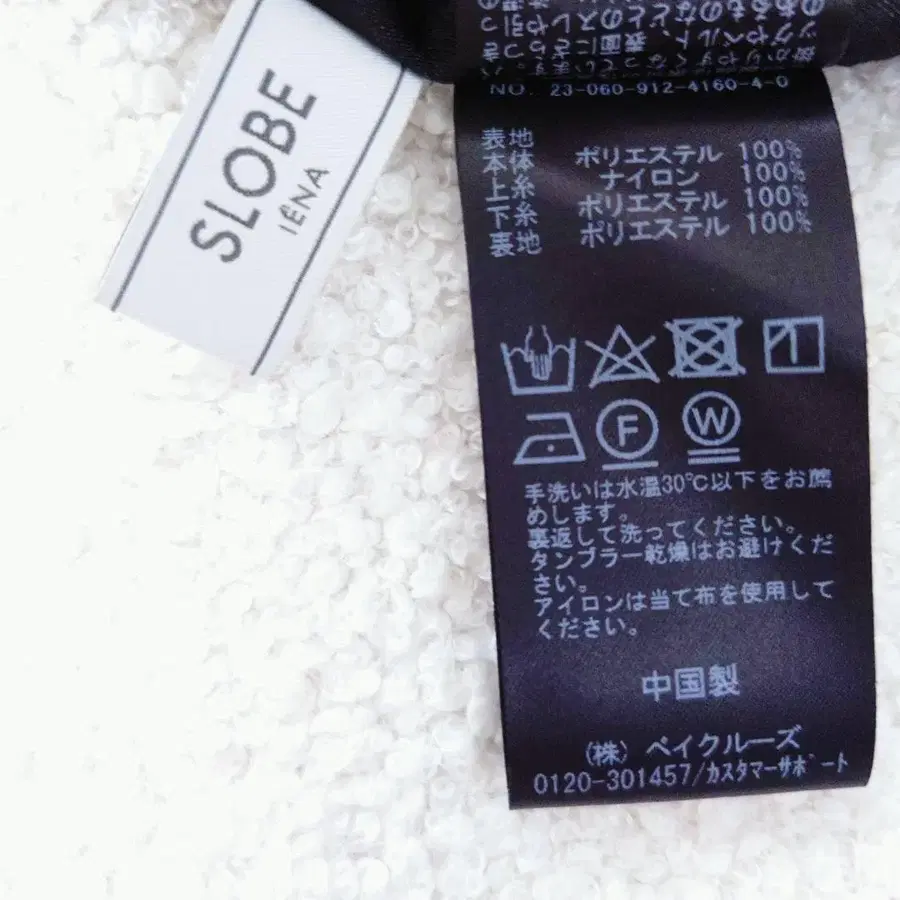 SLOBE
IÉNA
NO. 23-060-912-4160-4-0
表地
本体 ポリエステル 100%
上糸 ナイロン 100%
下糸 ポリエステル 100%
表地 ポリエステル 100%
F
W
手洗いは水温30℃以下をお薦
めします。
裏返して洗ってください。
タンブラー乾燥はお避けくだ
さい。
アイロンは当て布を使用して
ください。
中国製
(株) ベイクルーズ
0120-301457/カスタマーサポート